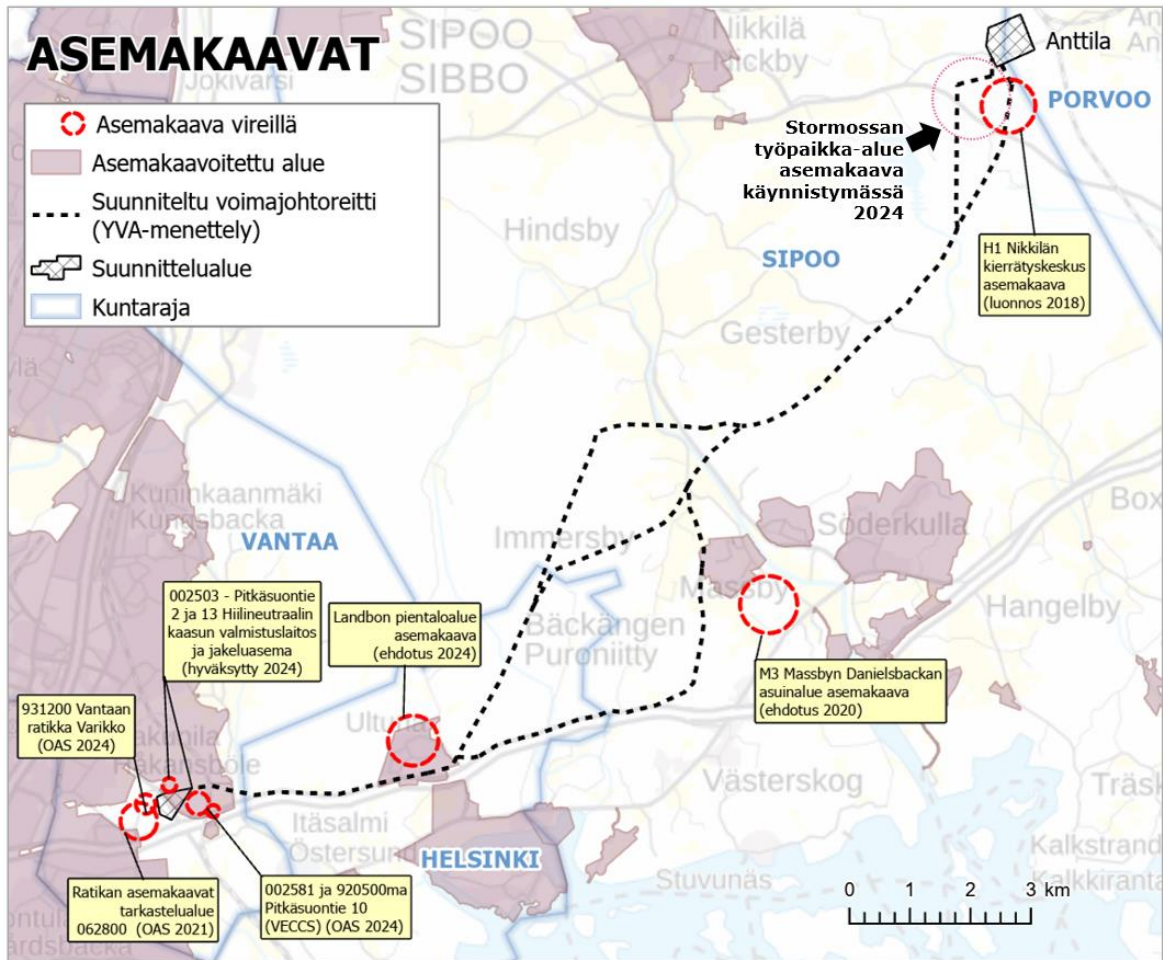 ASEMAKAAVAT
Asemakaava vireillä
Asemakaavoitettu alue
Suunniteltu voimajohtoreitti
(YVA-menettely)
Suunnittelualue
Kuntaraja
SIPOO
SIBBO
Jokivarsi
Nikkilä
Nickby
Anttila
PORVOO
Stormossan
työpaikka-alue
asemakaava
käynnistymässä
2024
Hindsby
SIPOO
H1 Nikkilän
kierrätyskeskus
asemakaava
(luonnos 2018)
Gesterby
Kuninkaanmäki
Kungsbacka
VANTAA
Immersby
Söderkulla
Box
Massby
Hangelby
Bäckängen
Puroniitty
002503 - Pitkäsuontie
2 ja 13 Hiilineutraalin
kaasun valmistuslaitos
ja jakeluasema
(hyväksytty 2024)
Landbon pientaloalue
asemakaava
(ehdotus 2024)
M3 Massbyn Danielsbackan
asuinalue asemakaava
(ehdotus 2020)
931200 Vantaan
ratikka Varikko
(OAS 2024)
Ultuna
Håkansböle
Västerskog
Träsk
Itäsalmi
Östersund
HELSINKI
Kalkstrand
Kalkkiranta
Stuvunäs
Ratikan asemakaavat
tarkastelualue
062800 (OAS 2021)
002581 ja 920500ma
Pitkäsuontie 10
(VECCS) (OAS 2024)
0 1 2 3 km